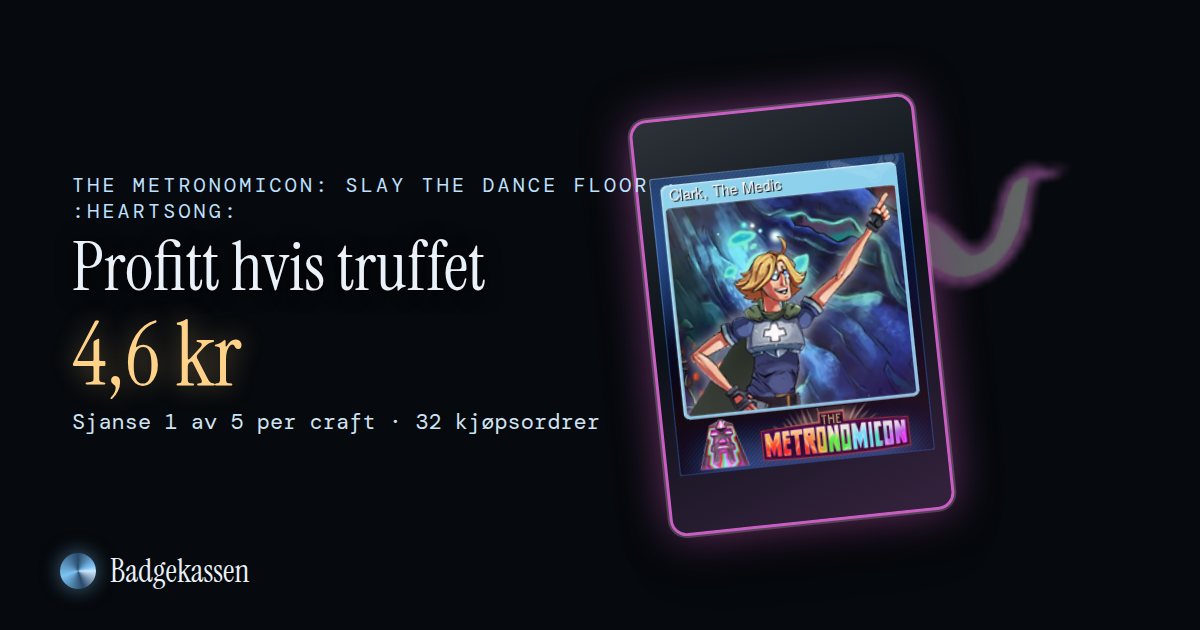 THE METRONOMICON: SLAY THE DANCE FLOOR
:HEARTSONG:
Profitt hvis truffet
4,6 kr
Sjanse 1 av 5 per craft · 32 kjøpsordrer
Clark, The Medic
THE
METRONOMICON
Badgekassen